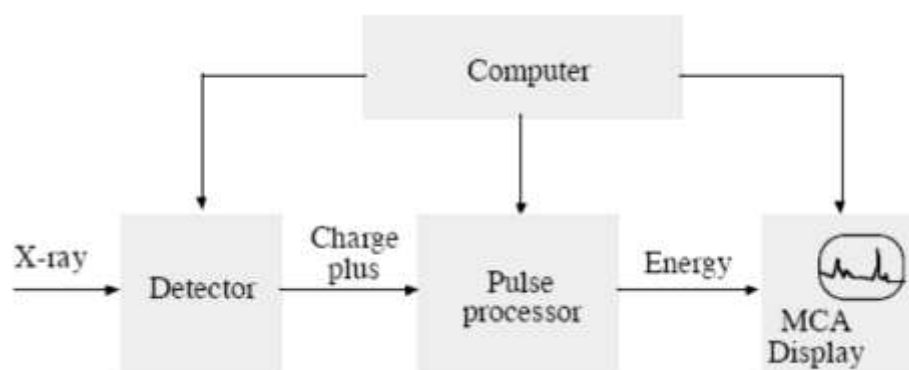 Computer
X-ray
Detector
Charge
plus
Pulse
processor
Energy
MCA
Display